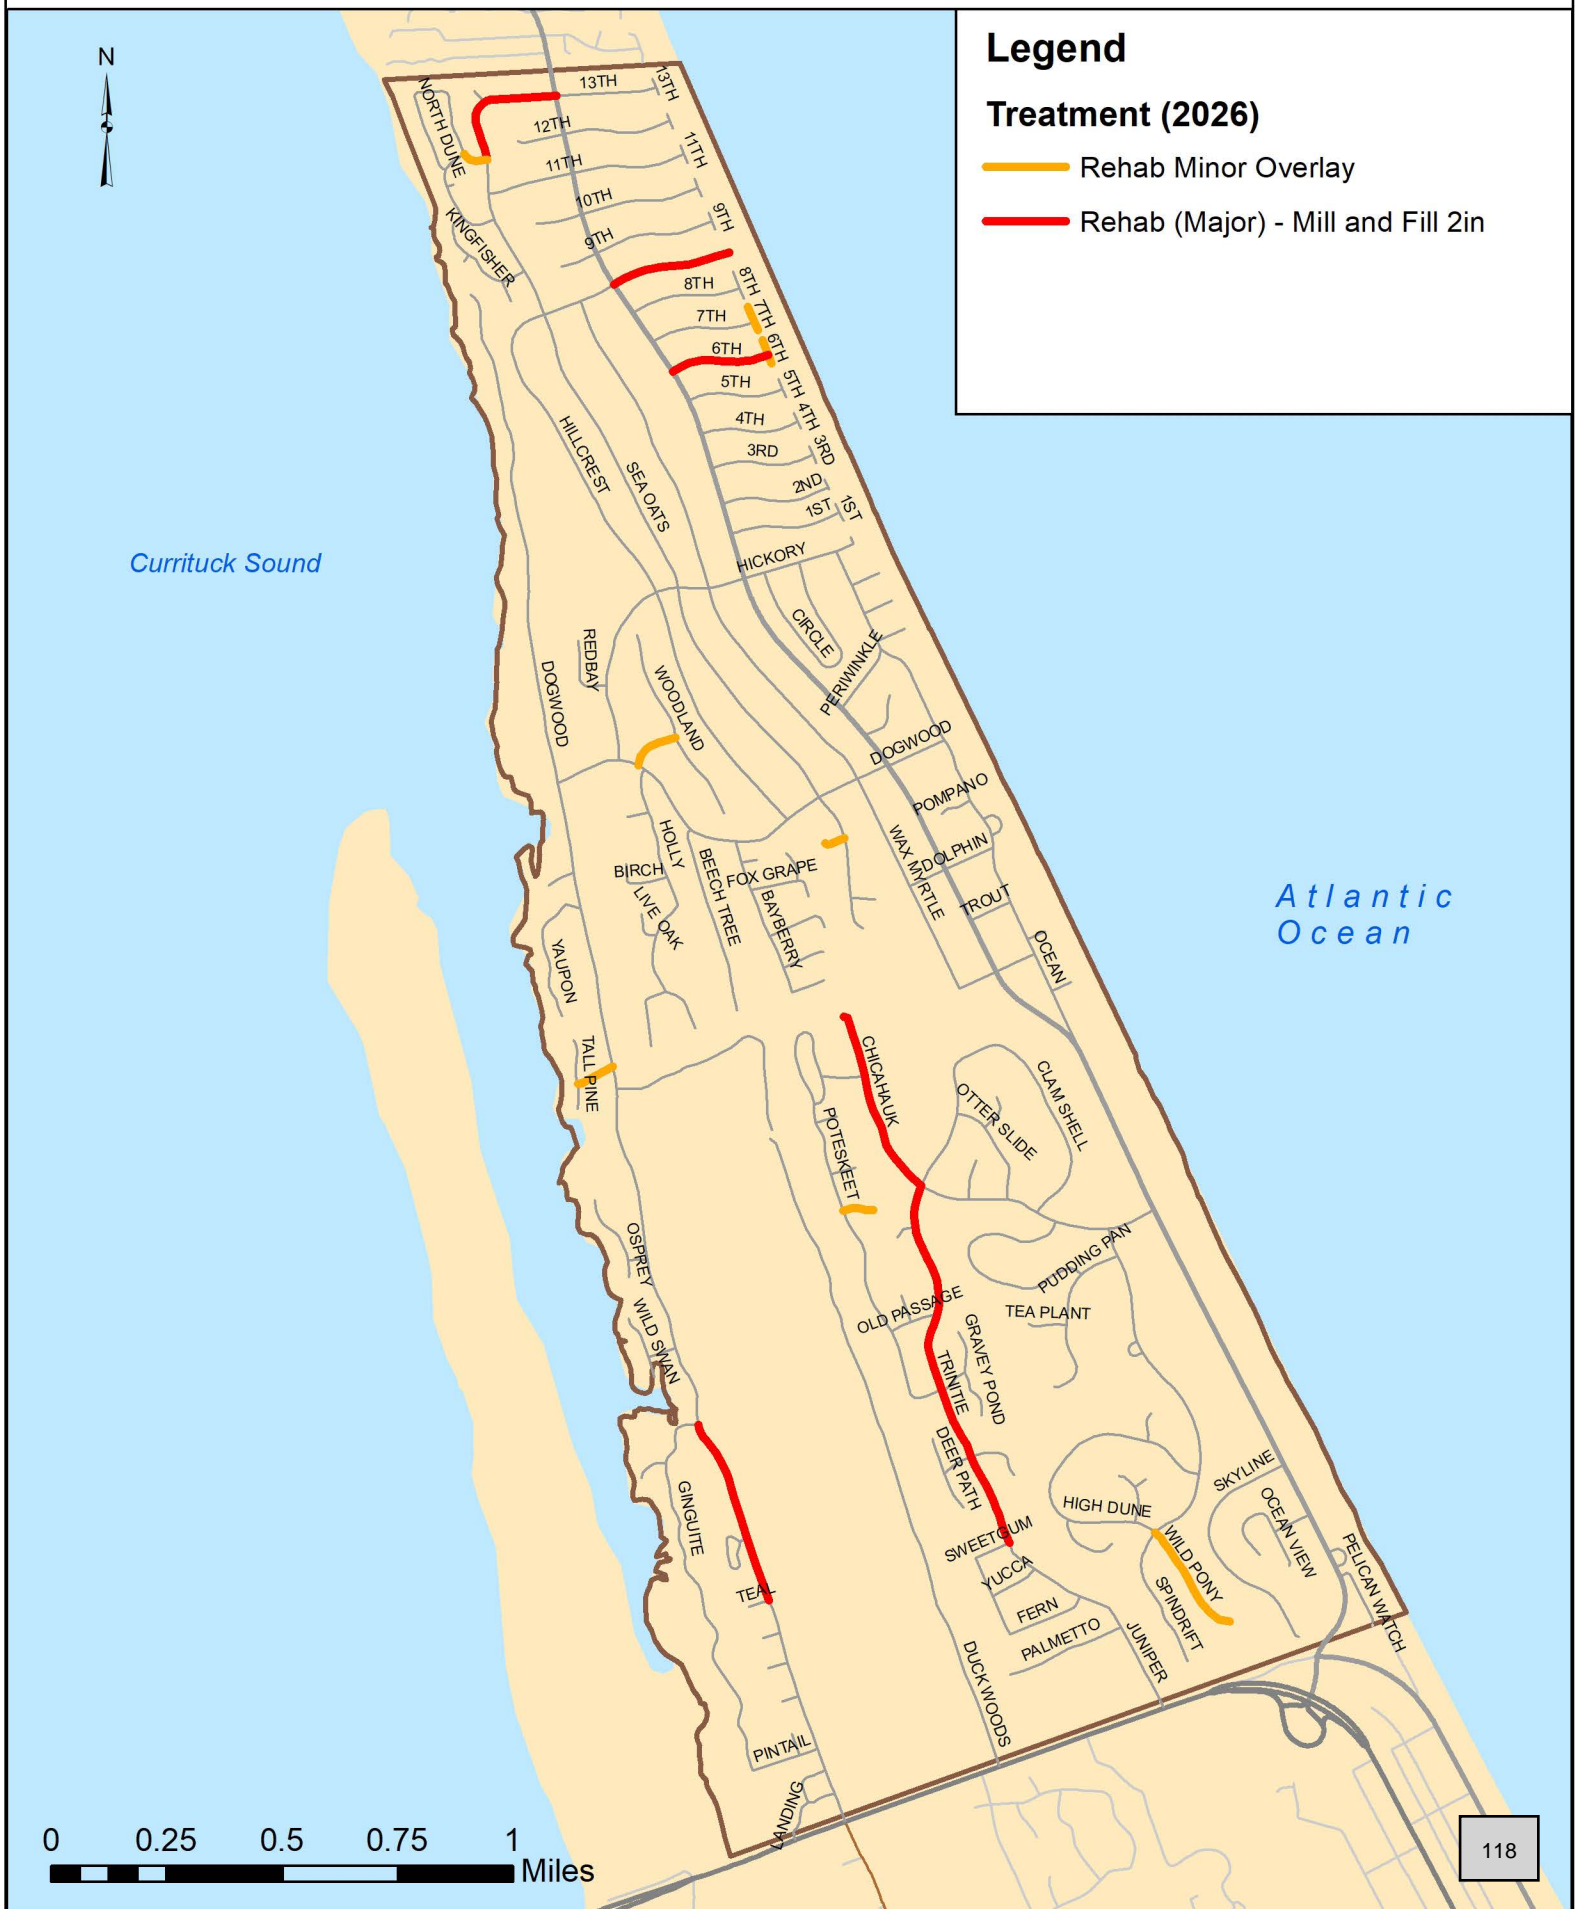 Legend
Treatment (2026)
Rehab Minor Overlay
Rehab (Major) - Mill and Fill 2in
N
13TH
13TH
NORTH DUNE
12TH
11TH
11TH
10TH
9TH
KINGFISHER
9TH
8TH
8TH
7TH
7TH
6TH
6TH
5TH
5TH
4TH
4TH
3RD
3RD
HILLCREST
SEA OATS
2ND
1ST
1ST
HICKORY
Currituck Sound
CIRCLE
REDBAY
PERIWINKLE
DOGWOOD
WOODLAND
DOGWOOD
POMPANO
HOLLY
WAX MYRTLE
DOLPHIN
BIRCH
BEECH TREE
FOX GRAPE
LIVE OAK
BAYBERRY
TROUT
Atlantic
Ocean
YAUPON
OCEAN
TALL PINE
CHICAHAUK
CLAM SHELL
OTTER SLIDE
POTESKEET
OSPREY
PUDDING PAN
OLD PASSAGE
TEA PLANT
WILD SWAN
GRAVEY POND
TRINITIE
DEER PATH
GINGUITE
SKYLINE
HIGH DUNE
OCEAN VIEW
SWEETGUM
WILD PONY
PELICAN WATCH
YUCCA
TEAL
SPINDRIFT
FERN
PALMETTO
JUNIPER
DUCK WOODS
PINTAIL
LANDING
0 0.25 0.5 0.75 1
Miles
118